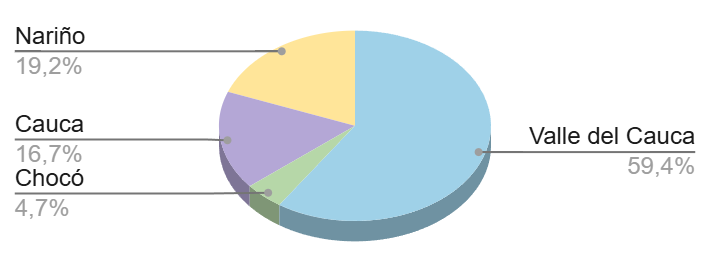 Nariño
19,2%
Cauca
16,7%
Chocó
4,7%
Valle del Cauca
59,4%